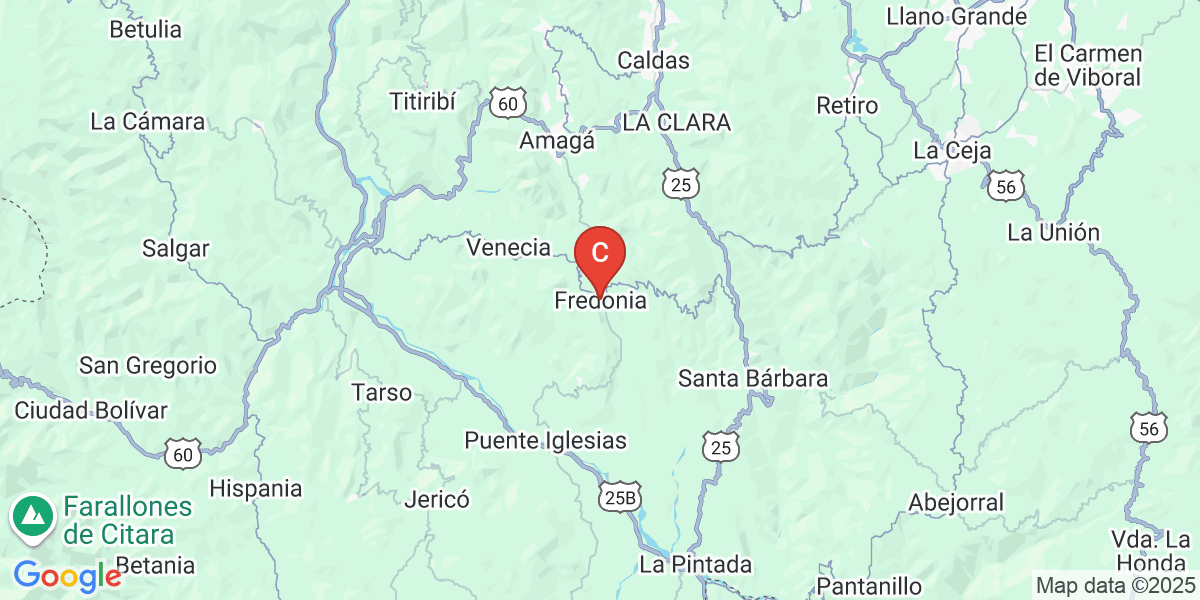 Llano Grande
Betulia
El Carmen
de Viboral
Caldas
Titiribí
60
Retiro
La Cámara
LA CLARA
Amagá
La Ceja
25
56
La Unión
Salgar
Venecia
C
Fredonia
San Gregorio
Tarso
Santa Bárbara
Ciudad Bolívar
56
Puente Iglesias
25
60
Hispania
Jericó
25B
Abejorral
Farallones
de Citara
Vda. La
Honda
Betania
La Pintada
Google
Pantanillo
Map data ©2025